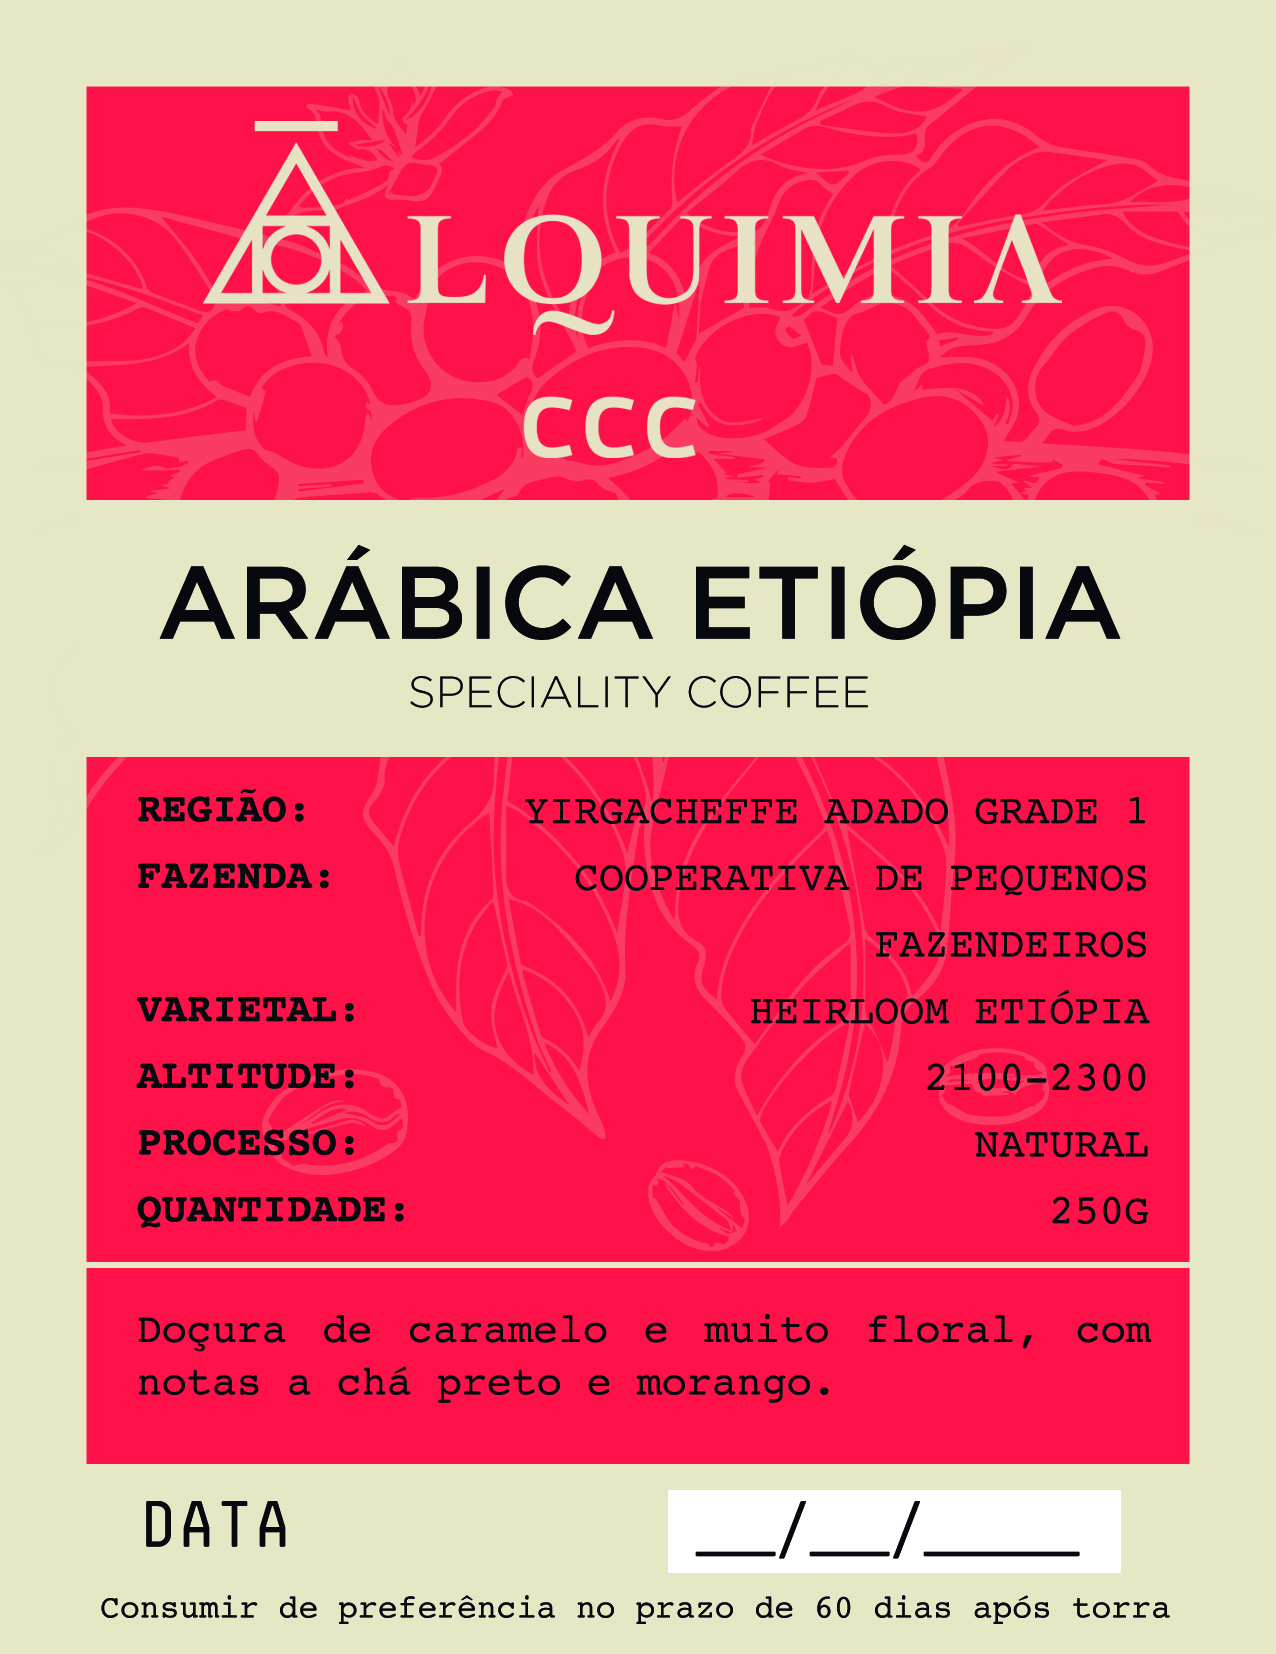 ALQUIMIA
CCC
ARÁBICA ETIÓPIA
SPECIALITY COFFEE
REGIÃO: YIRGACHEFFE ADADO GRADE 1
FAZENDA: COOPERATIVA DE PEQUENOS
FAZENDEIROS
VARIETAL: HEIRLOOM ETIÓPIA
ALTITUDE: 2100-2300
PROCESSO: NATURAL
QUANTIDADE: 250G
Doçura de caramelo e muito floral, com
notas a chá preto e morango.
DATA __/__/____
Consumir de preferência no prazo de 60 dias após torra